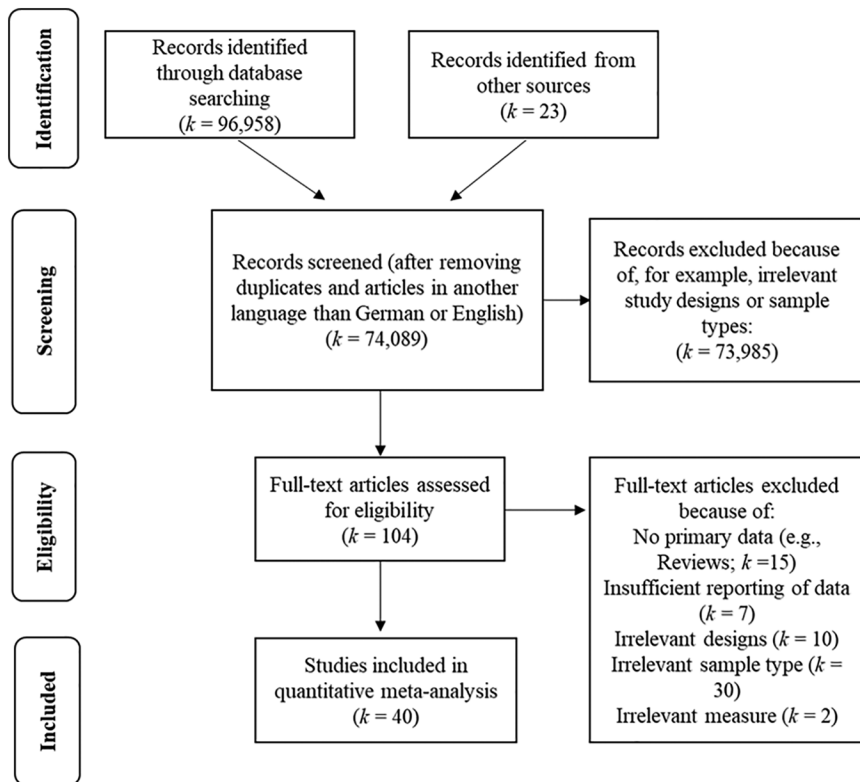 Identification
Records identified
through database
searching
(k = 96,958)
Records identified from
other sources
(k = 23)
Screening
Records screened (after removing
duplicates and articles in another
language than German or English)
(k = 74,089)
Records excluded because
of, for example, irrelevant
study designs or sample
types:
(k = 73,985)
Eligibility
Full-text articles assessed
for eligibility
(k = 104)
Full-text articles excluded
because of:
No primary data (e.g.,
Reviews; k =15)
Insufficient reporting of data
(k = 7)
Irrelevant designs (k = 10)
Irrelevant sample type (k =
30)
Irrelevant measure (k = 2)
Included
Studies included in
quantitative meta-analysis
(k = 40)